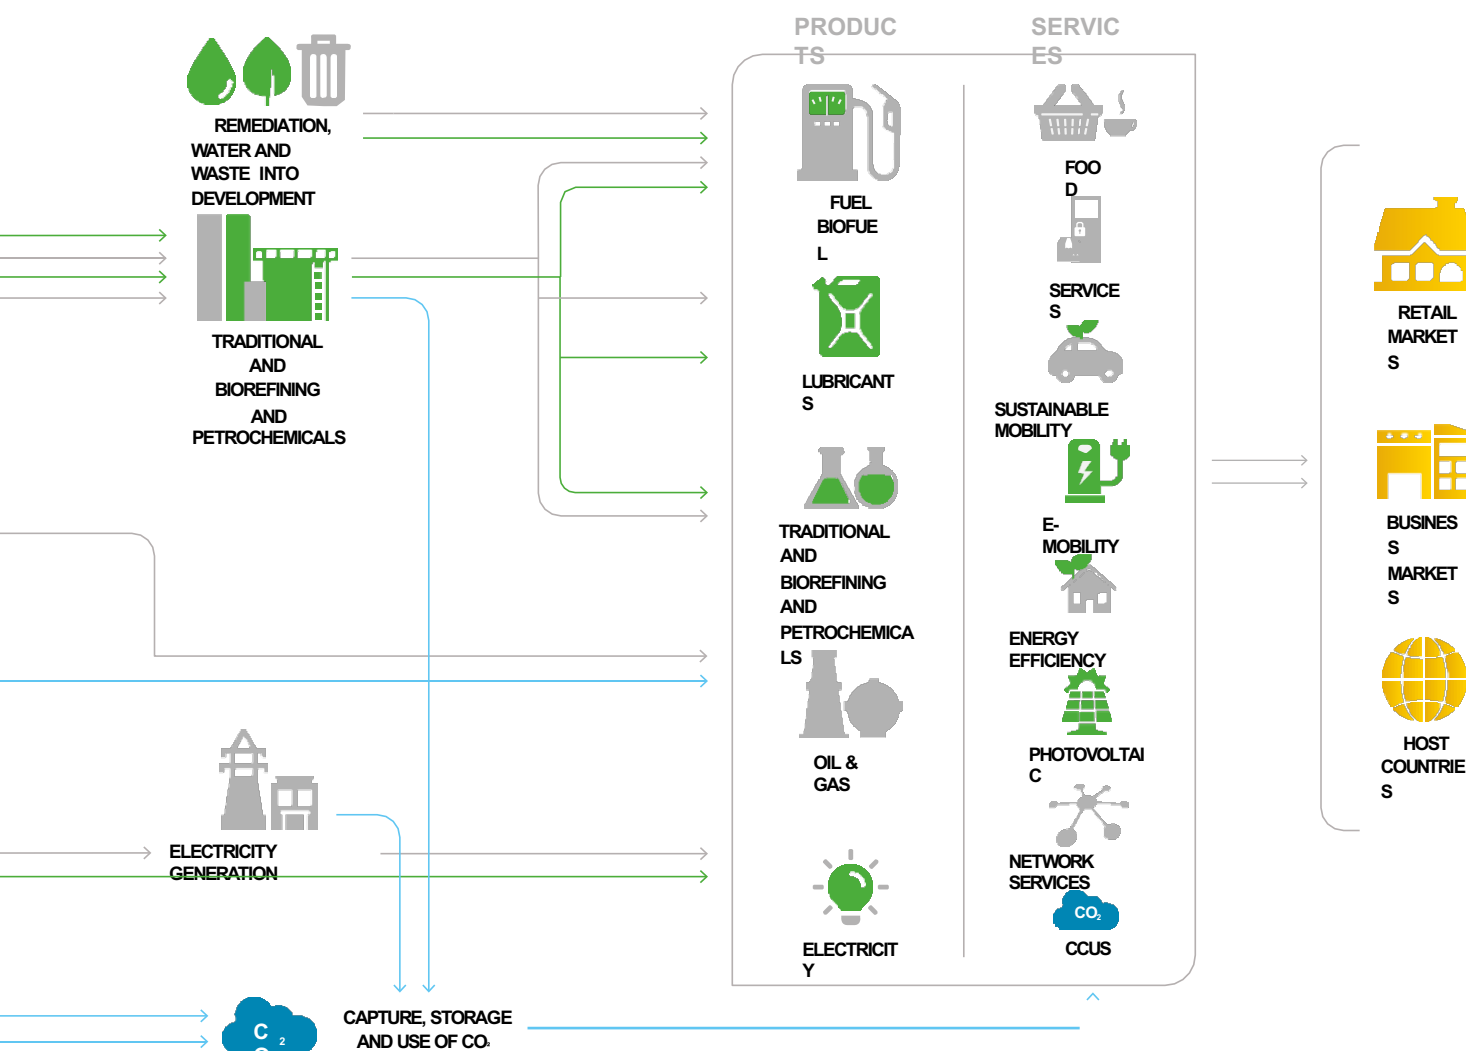 PRODUC
TS
SERVIC
ES
REMEDIATION,
WATER AND
WASTE INTO
DEVELOPMENT
TRADITIONAL
AND
BIOREFINING
AND
PETROCHEMICALS
ELECTRICITY
GENERATION
C 2
CAPTURE, STORAGE
AND USE OF CO2
FUEL
BIOFUE
L
LUBRICANT
S
TRADITIONAL
AND
BIOREFINING
AND
PETROCHEMICA
LS
OIL &
GAS
ELECTRICIT
Y
FOO
D
SERVICE
S
SUSTAINABLE
MOBILITY
E-
MOBILITY
ENERGY
EFFICIENCY
PHOTOVOLTAI
C
NETWORK
SERVICES
CO2
CCUS
RETAIL
MARKET
S
BUSINES
S
MARKET
S
HOST
COUNTRIE
S